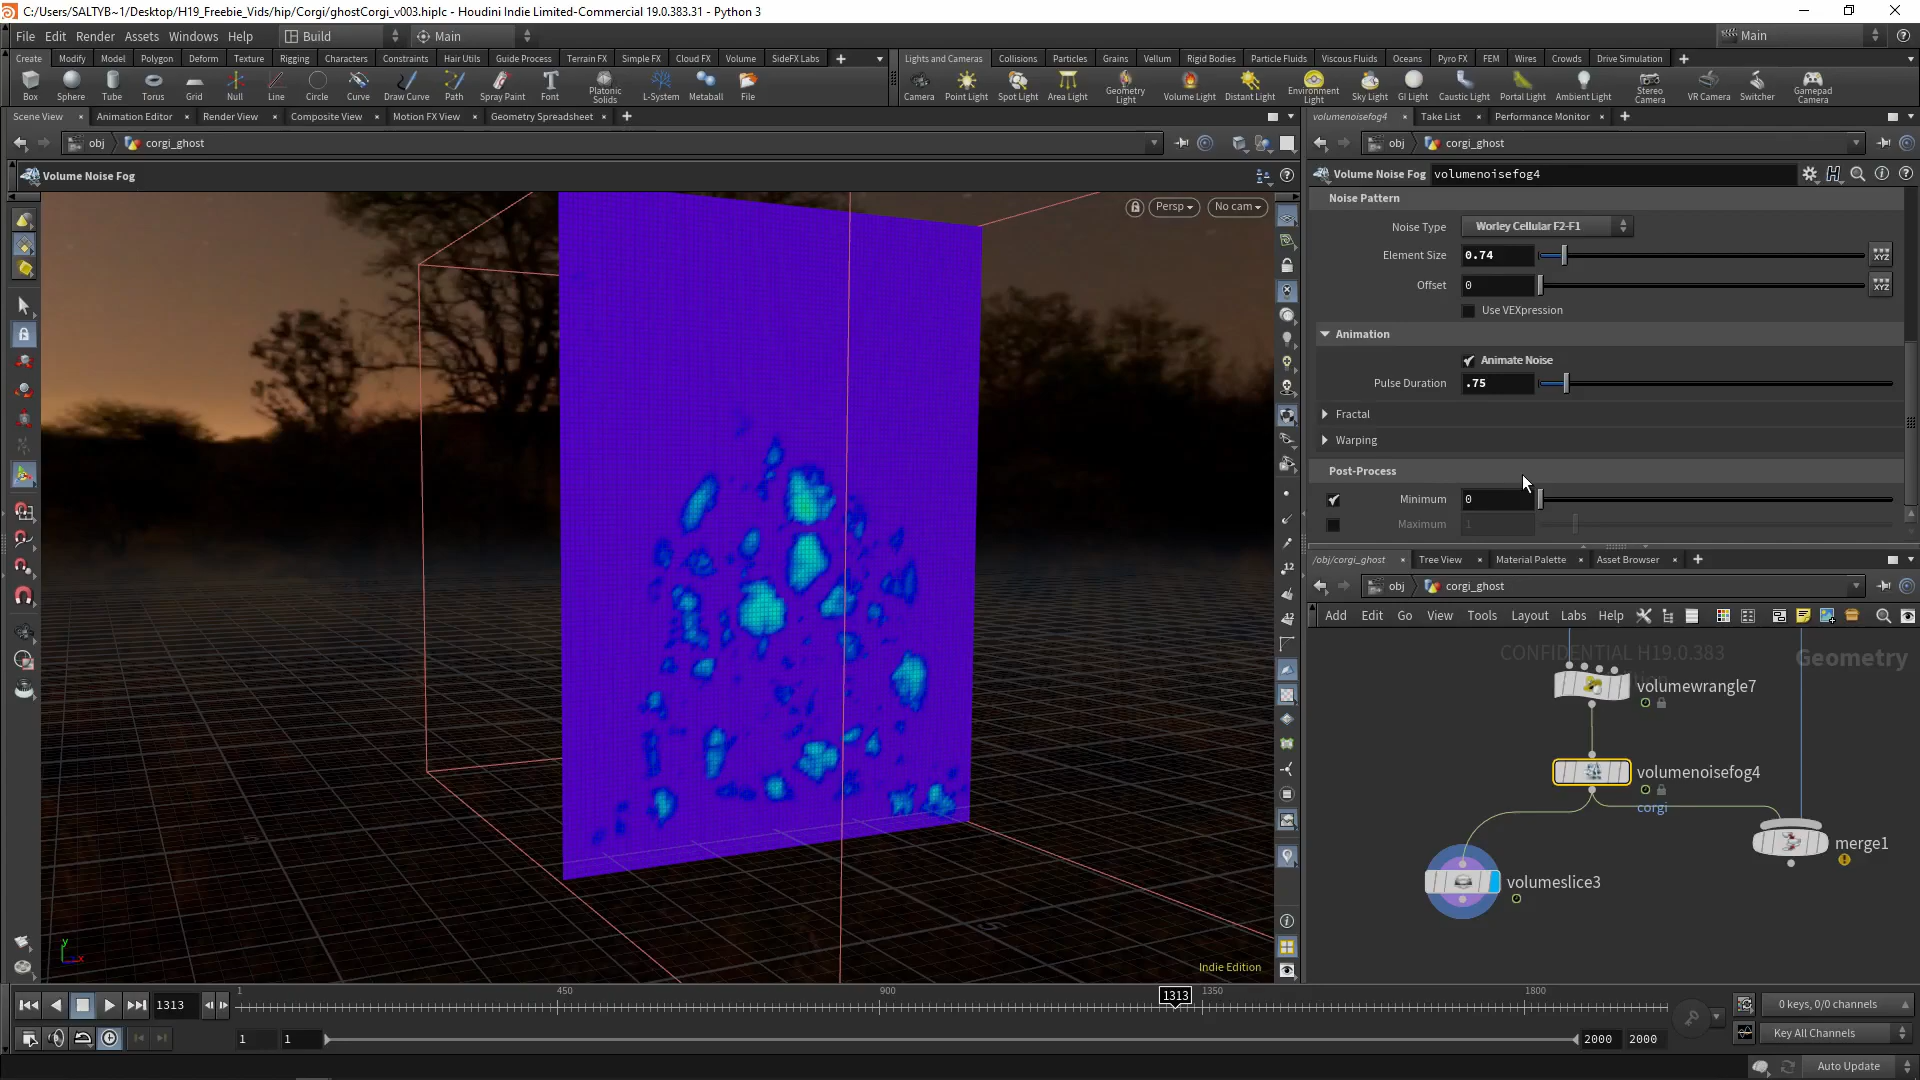 C:/Users/SALTYB~1/Desktop/H19_Freebie_Vids/hip/Corgi/ghostCorgi_v003.hiplc - Houdini Indie Limited-Commercial 19.0.383.31 - Python 3
File Edit Render Assets Windows Help Build Main Main
Create Modify Model Polygon Deform Texture Rigging Characters Constraints Hair Utils Guide Process Terrain FX Simple FX Cloud FX Volume SideFX Labs
Lights and Cameras Collisions Particles Grains Vellum Rigid Bodies Particle Fluids Viscous Fluids Oceans Pyro FX FEM Wires Crowds Drive Simulation
Box Sphere Tube Torus Grid Null Line Circle Curve Draw Curve Path Spray Paint Font Platonic Solids L-System Metaball File
Camera Point Light Spot Light Area Light Geometry Light Volume Light Distant Light Environment Light Sky Light GI Light Caustic Light Portal Light Ambient Light Stereo Camera VR Camera Switcher Gamepad Camera
Scene View Animation Editor Render View Composite View Motion FX View Geometry Spreadsheet
volumenoisefog4 Take List Performance Monitor
obj corgi_ghost
obj corgi_ghost
Volume Noise Fog
Volume Noise Fog volumenoisefog4
Persp No cam
Noise Pattern
Noise Type Worley Cellular F2-F1
Element Size 0.74
XYZ
Offset 0
XYZ
Use VEXpression
Animation
Animate Noise
Pulse Duration .75
Fractal
Warping
Post-Process
Minimum 0
Maximum 1
/obj/corgi_ghost Tree View Material Palette Asset Browser
obj corgi_ghost
Add Edit Go View Tools Layout Labs Help
CONFIDENTIAL H19.0.383
Geometry
volumewrangle7
volumenoisefog4
corgi
merge1
volumeslice3
12
y
x
Indie Edition
1313
1 450 900 1313 1350 1800
1 1 2000 2000
0 keys, 0/0 channels
Key All Channels
Auto Update